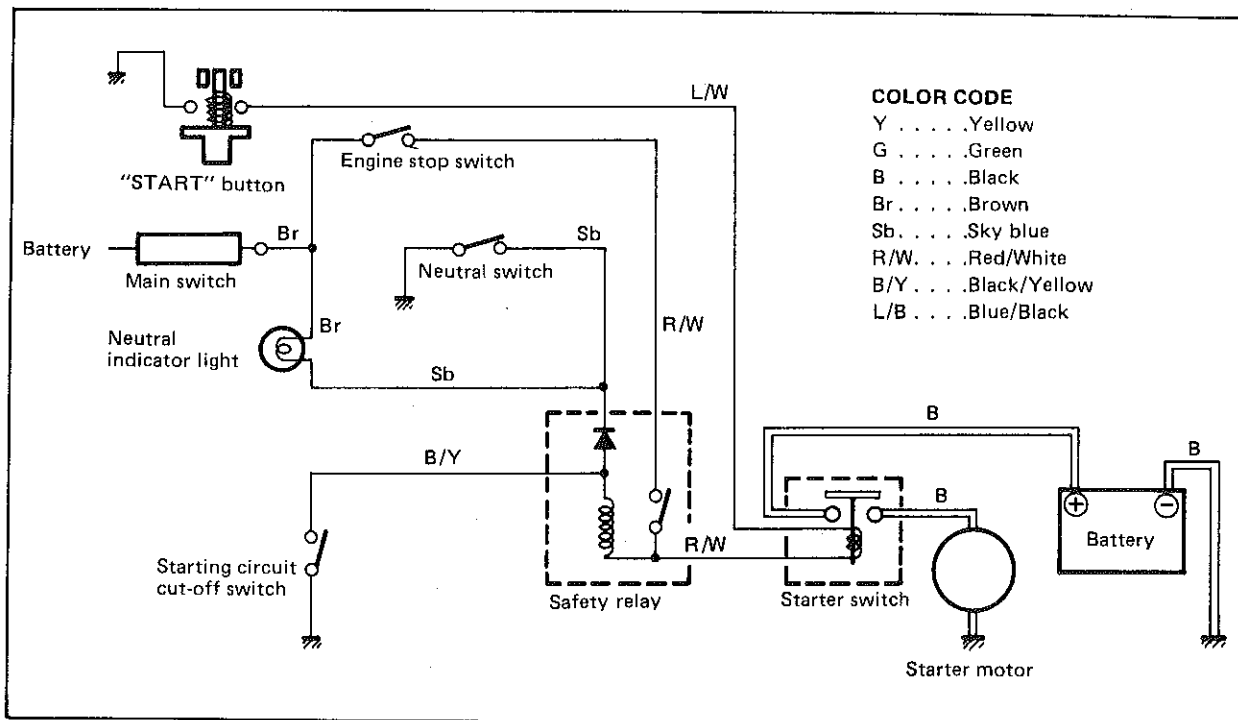 L/W
"START" button
Engine stop switch
Battery
Main switch
Br
Neutral switch
Sb
Neutral
indicator light
Br
R/W
Sb
B/Y
Starting circuit
cut-off switch
Safety relay
R/W
Starter switch
B
B
B
+
−
Battery
Starter motor
COLOR CODE
Y . . . . . Yellow
G . . . . . Green
B . . . . . Black
Br . . . . . Brown
Sb . . . . . Sky blue
R/W . . . . Red/White
B/Y . . . . Black/Yellow
L/B . . . . Blue/Black